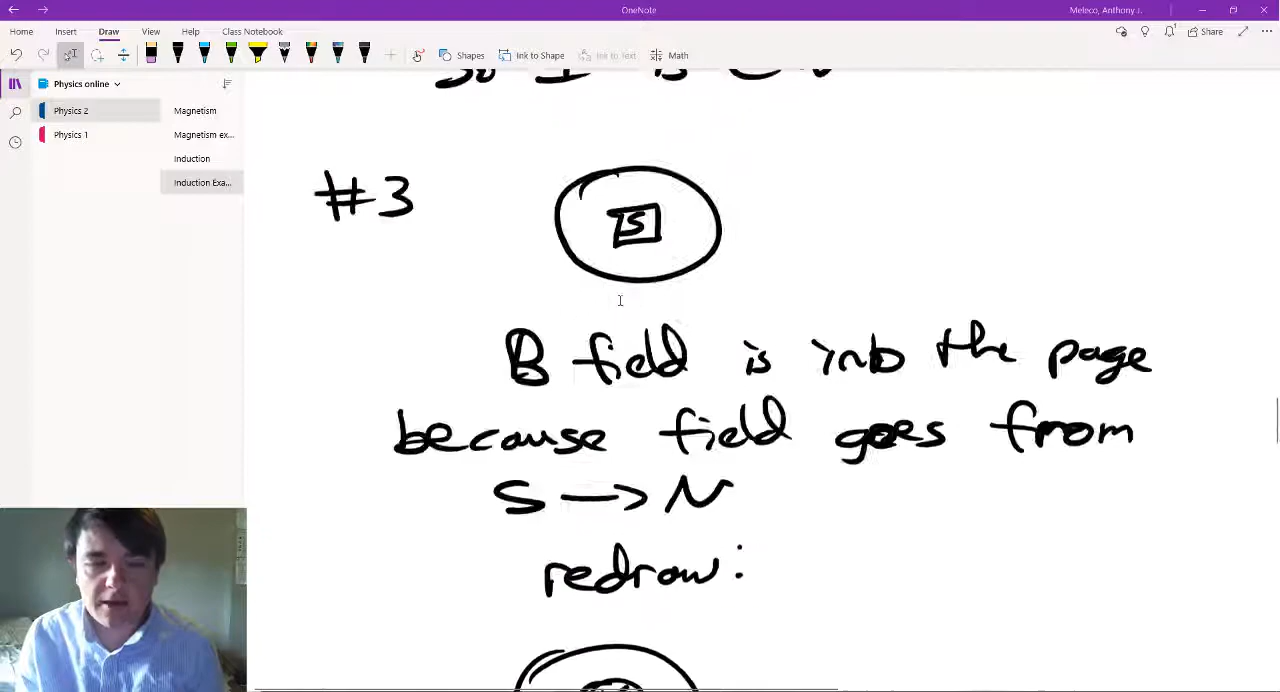 OneNote
Meleco, Anthony J.
Home Insert Draw View Help Class Notebook
Share
Shapes Ink to Shape Ink to Text Math
Physics online
Physics 2
Physics 1
Magnetism
Magnetism ex...
Induction
Induction Exa...
So I is
#3
S
B field is into the page
because field goes from
S → N
redraw: